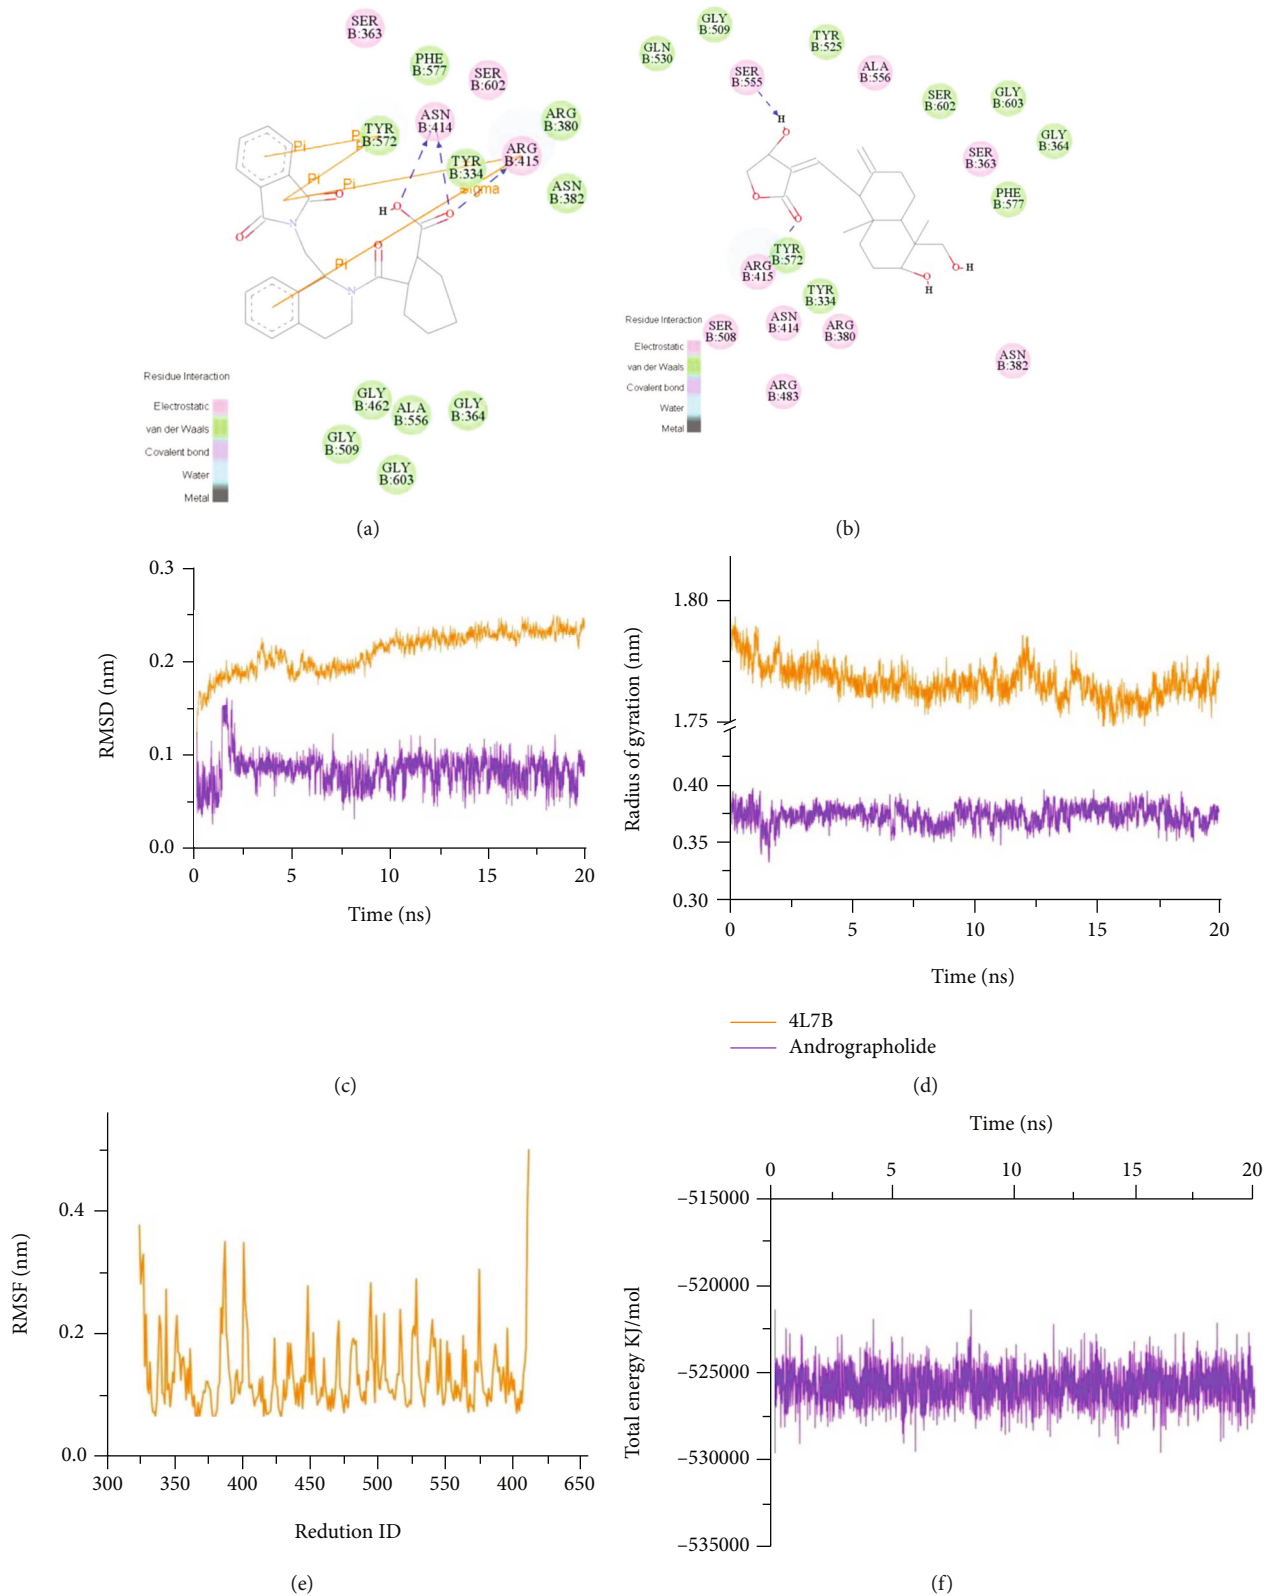 SER
B:363
PHE
B:577
SER
B:602
ASN
B:414
ARG
B:380
TYR
B:572
TYR
B:334
ARG
B:415
ASN
B:382
Pi
Pi
Pi
Sigma
Pi
O
O
N
H
O
O
O
N
GLY
B:462
ALA
B:556
GLY
B:364
GLY
B:509
GLY
B:603
Residue Interaction
Electrostatic
van der Waals
Covalent bond
Water
Metal
(a)
GLY
B:509
GLN
B:530
TYR
B:525
SER
B:555
ALA
B:556
SER
B:602
GLY
B:603
GLY
B:364
SER
B:363
PHE
B:577
H
O
O
O
TYR
B:572
ARG
B:415
TYR
B:334
O
H
O
H
SER
B:508
ASN
B:414
ARG
B:380
ASN
B:382
ARG
B:483
Residue Interaction
Electrostatic
van der Waals
Covalent bond
Water
Metal
(b)
RMSD (nm)
0.3
0.2
0.1
0.0
0 5 10 15 20
Time (ns)
(c)
Radius of gyration (nm)
1.80
1.75
0.40
0.35
0.30
0 5 10 15 20
Time (ns)
4L7B
Andrographolide
(d)
RMSF (nm)
0.4
0.2
0.0
300 350 400 450 500 550 400 650
Redution ID
(e)
Time (ns)
0 5 10 15 20
Total energy KJ/mol
−515000
−520000
−525000
−530000
−535000
(f)